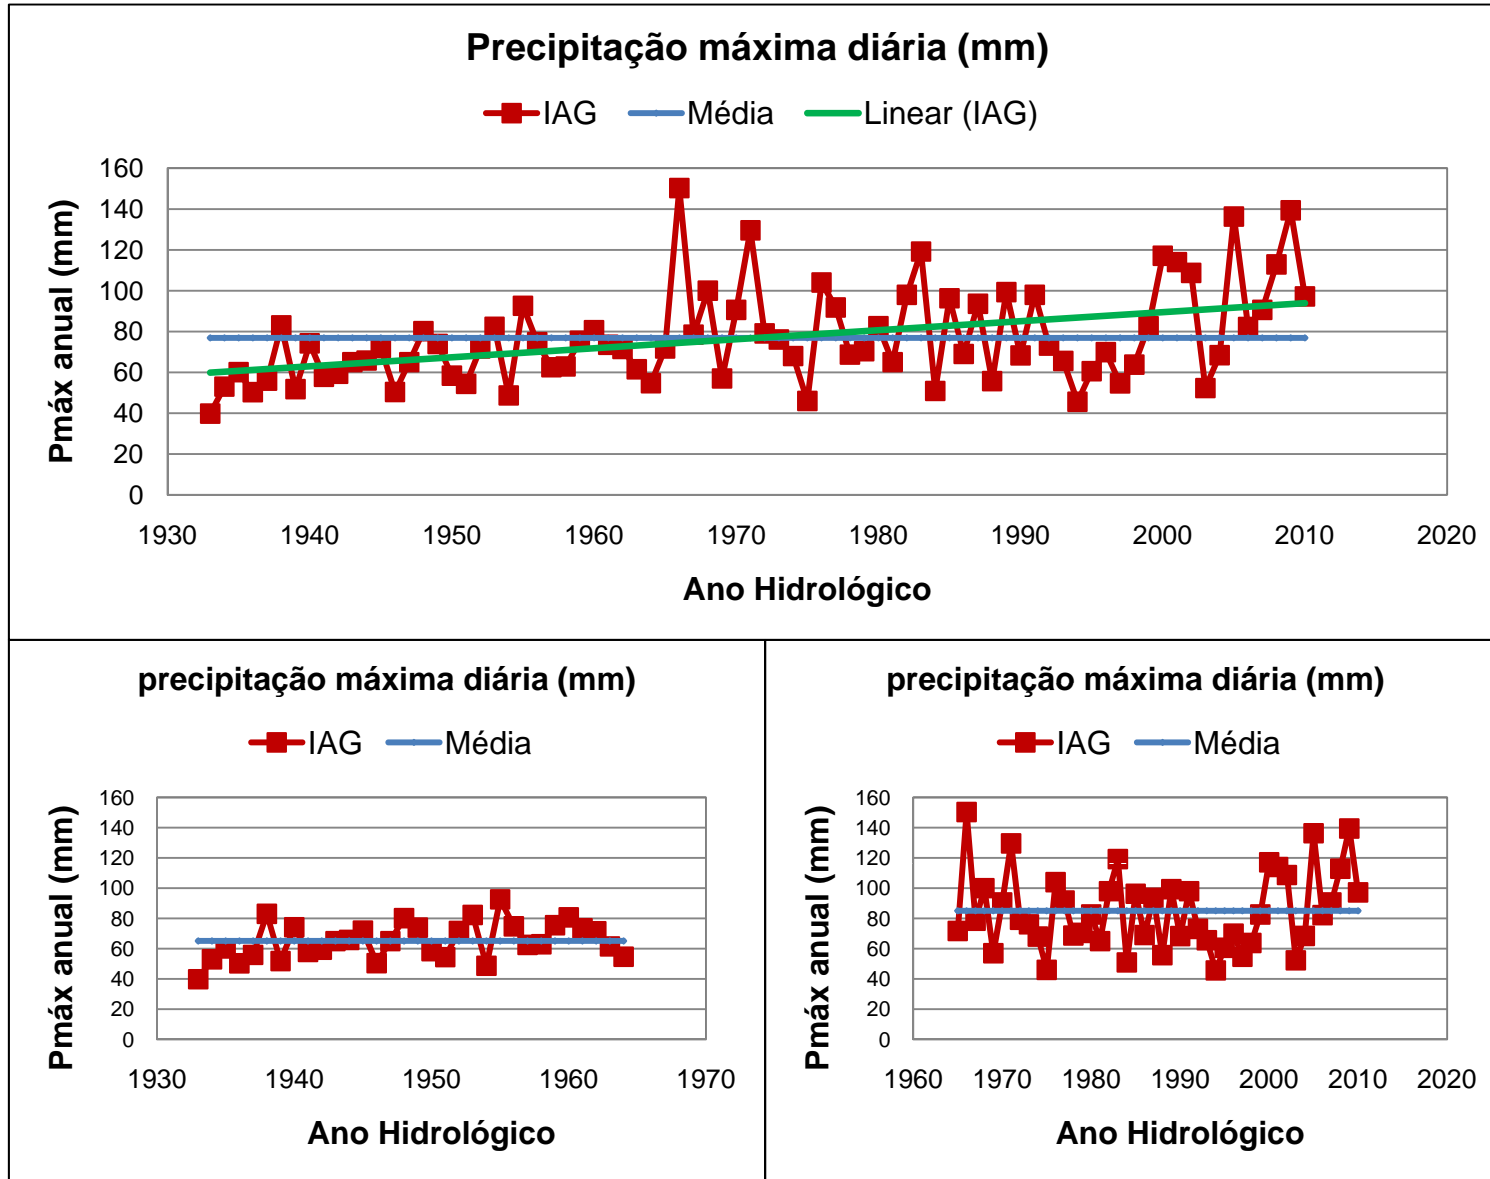 Precipitação máxima diária (mm)
IAG Média Linear (IAG)
Pmáx anual (mm)
160
140
120
100
80
60
40
20
0
1930 1940 1950 1960 1970 1980 1990 2000 2010 2020
Ano Hidrológico
precipitação máxima diária (mm)
IAG Média
Pmáx anual (mm)
160
140
120
100
80
60
40
20
0
1930 1940 1950 1960 1970
Ano Hidrológico
precipitação máxima diária (mm)
IAG Média
Pmáx anual (mm)
160
140
120
100
80
60
40
20
0
1960 1970 1980 1990 2000 2010 2020
Ano Hidrológico